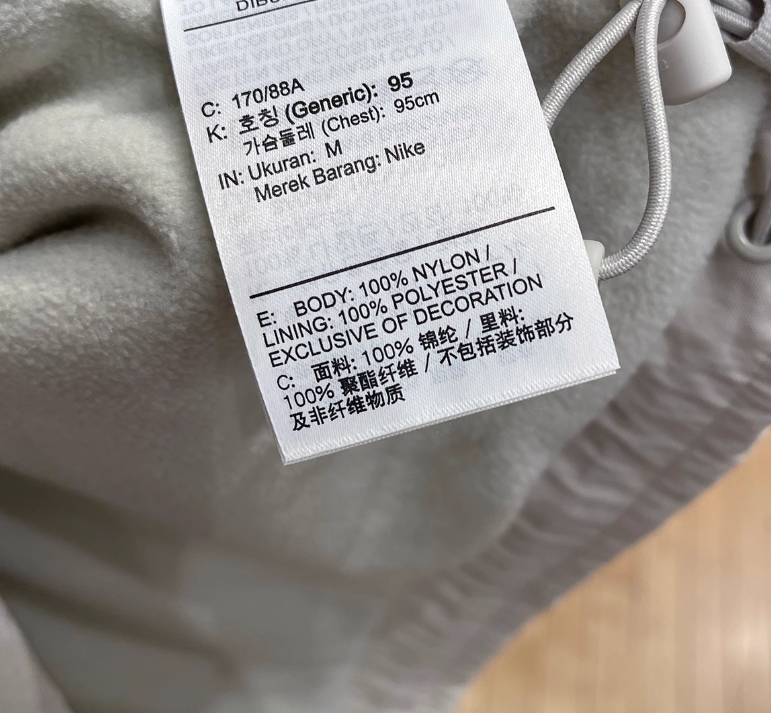 C: 170/88A
K: 호칭 (Generic): 95
가슴둘레 (Chest): 95cm
IN: Ukuran: M
Merek Barang: Nike
E: BODY: 100% NYLON /
LINING: 100% POLYESTER /
EXCLUSIVE OF DECORATION
C: 面料: 100% 锦纶 / 里料:
100% 聚酯纤维 / 不包括装饰部分
及非纤维物质